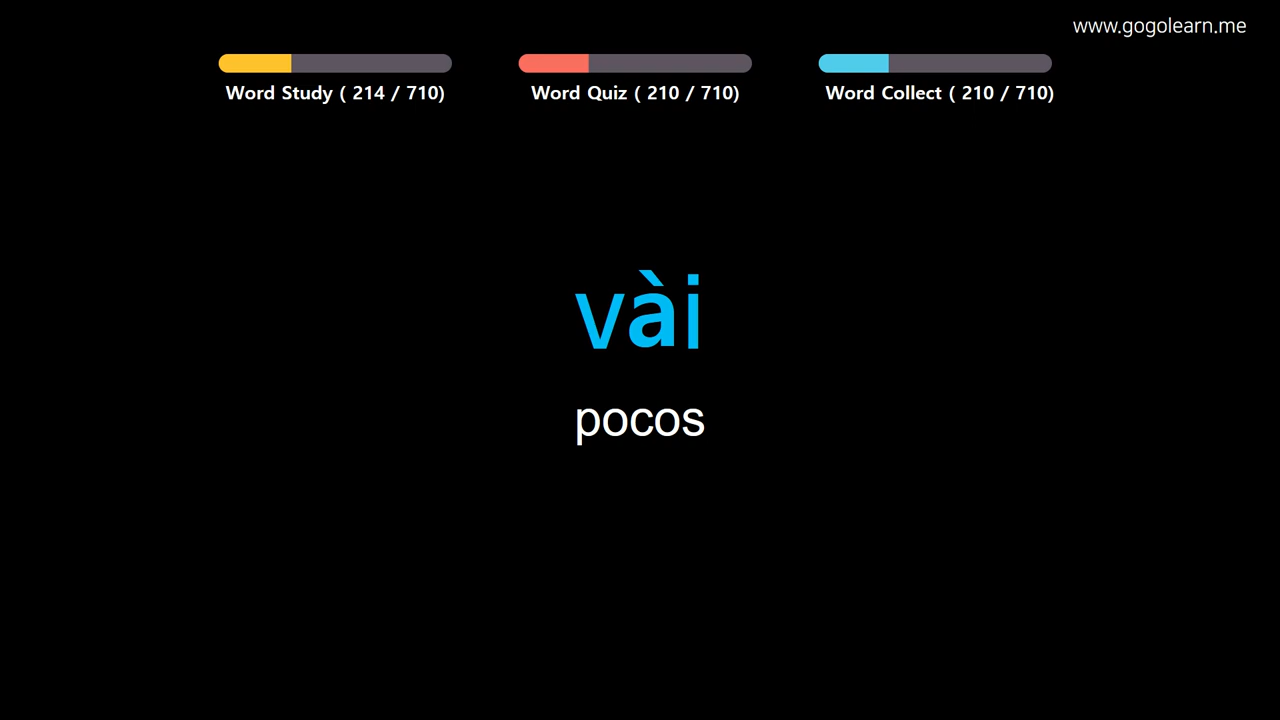 www.gogolearn.me
Word Study ( 214 / 710)
Word Quiz ( 210 / 710)
Word Collect ( 210 / 710)
vài
pocos